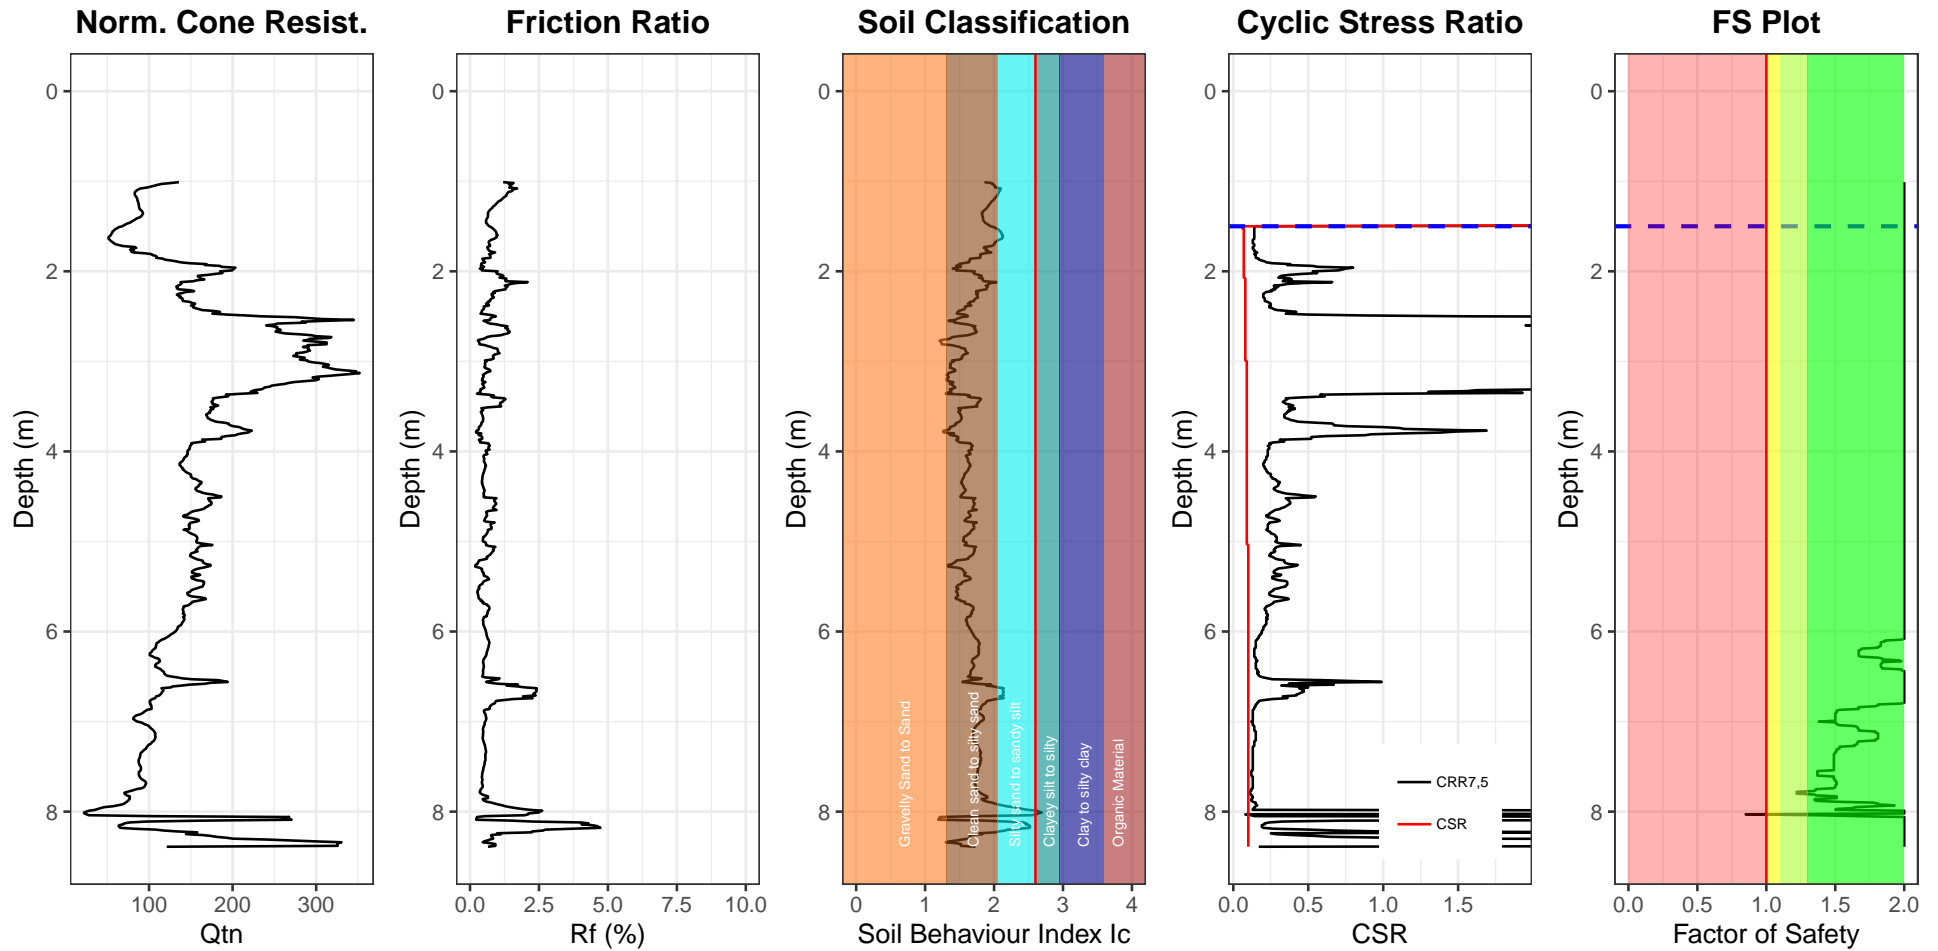 Norm. Cone Resist.
Depth (m)
0
2
4
6
8
100 200 300
Qtn
Friction Ratio
Depth (m)
0
2
4
6
8
0.0 2.5 5.0 7.5 10.0
Rf (%)
Soil Classification
Depth (m)
0
2
4
6
8
Gravelly Sand to Sand
Clean sand to silty sand
Silty sand to sandy silt
Clayey silt to silty
Clay to silty clay
Organic Material
0 1 2 3 4
Soil Behaviour Index Ic
Cyclic Stress Ratio
Depth (m)
0
2
4
6
8
CRR7,5
CSR
0.0 0.5 1.0 1.5
CSR
FS Plot
Depth (m)
0
2
4
6
8
0.0 0.5 1.0 1.5 2.0
Factor of Safety